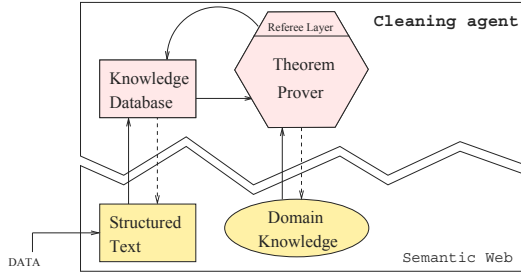 Cleaning agent
Referee Layer
Theorem
Prover
Knowledge
Database
Structured
Text
Domain
Knowledge
DATA
Semantic Web